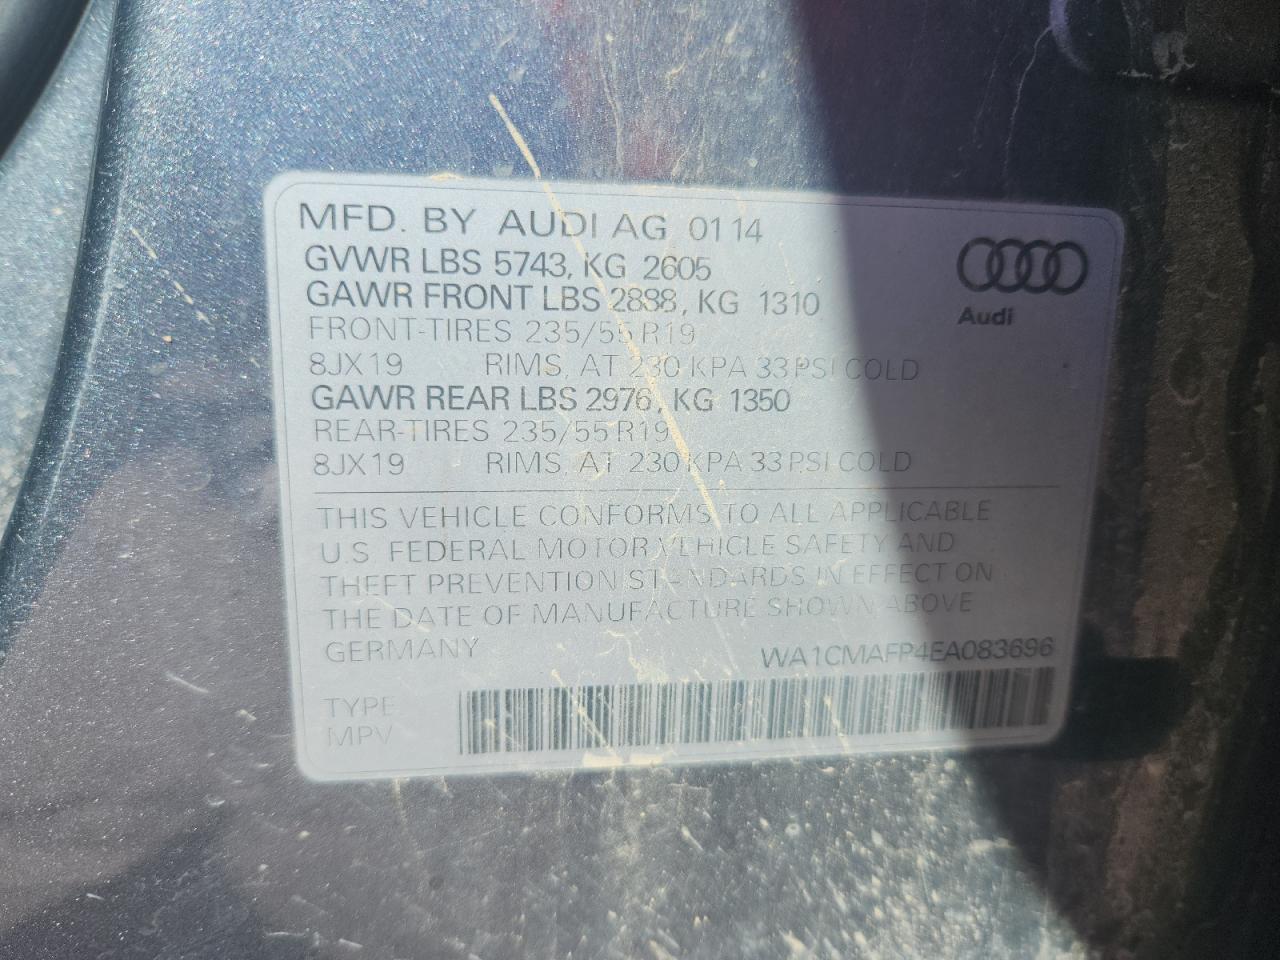 MFD. BY AUDI AG 01 14
GVWR LBS 5743, KG 2605
GAWR FRONT LBS 2888, KG 1310
FRONT-TIRES 235/55 R19
8JX19 RIMS, AT 230 KPA 33 PSI COLD
GAWR REAR LBS 2976, KG 1350
REAR-TIRES 235/55 R19
8JX19 RIMS, AT 230 KPA 33 PSI COLD
Audi
THIS VEHICLE CONFORMS TO ALL APPLICABLE
U.S. FEDERAL MOTOR VEHICLE SAFETY AND
THEFT PREVENTION STANDARDS IN EFFECT ON
THE DATE OF MANUFACTURE SHOWN ABOVE
GERMANY WA1CMAFP4EA083696
TYPE
MPV